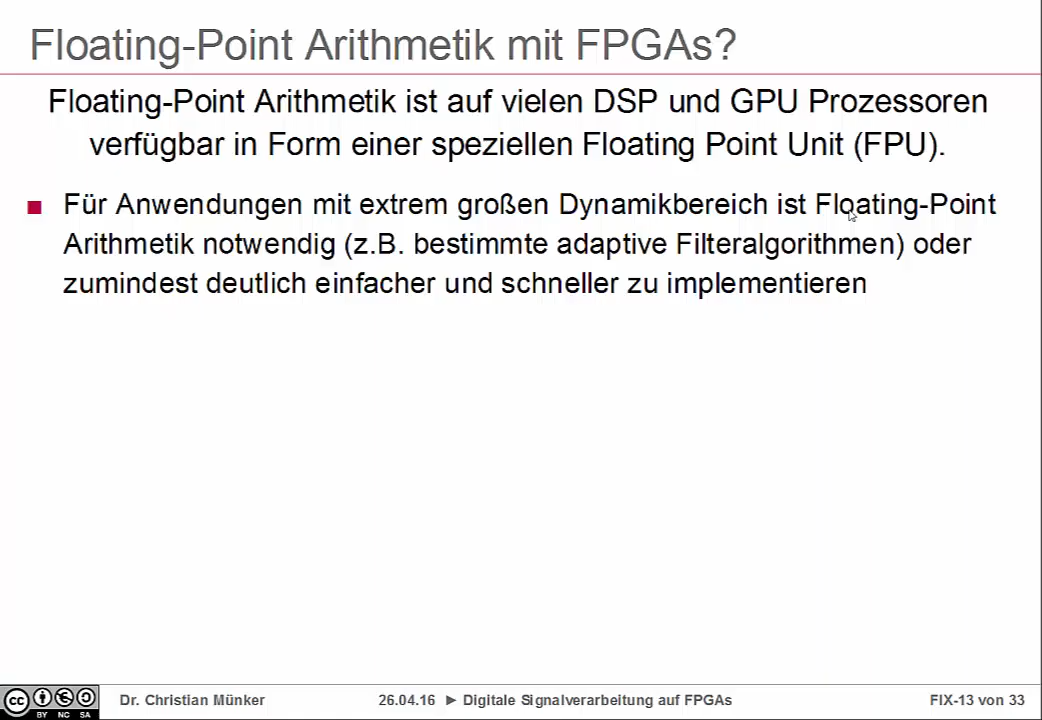 Floating-Point Arithmetik mit FPGAs?
Floating-Point Arithmetik ist auf vielen DSP und GPU Prozessoren
verfügbar in Form einer speziellen Floating Point Unit (FPU).
■ Für Anwendungen mit extrem großen Dynamikbereich ist Floating-Point
Arithmetik notwendig (z.B. bestimmte adaptive Filteralgorithmen) oder
zumindest deutlich einfacher und schneller zu implementieren
cc BY NC SA Dr. Christian Münker 26.04.16 ► Digitale Signalverarbeitung auf FPGAs FIX-13 von 33